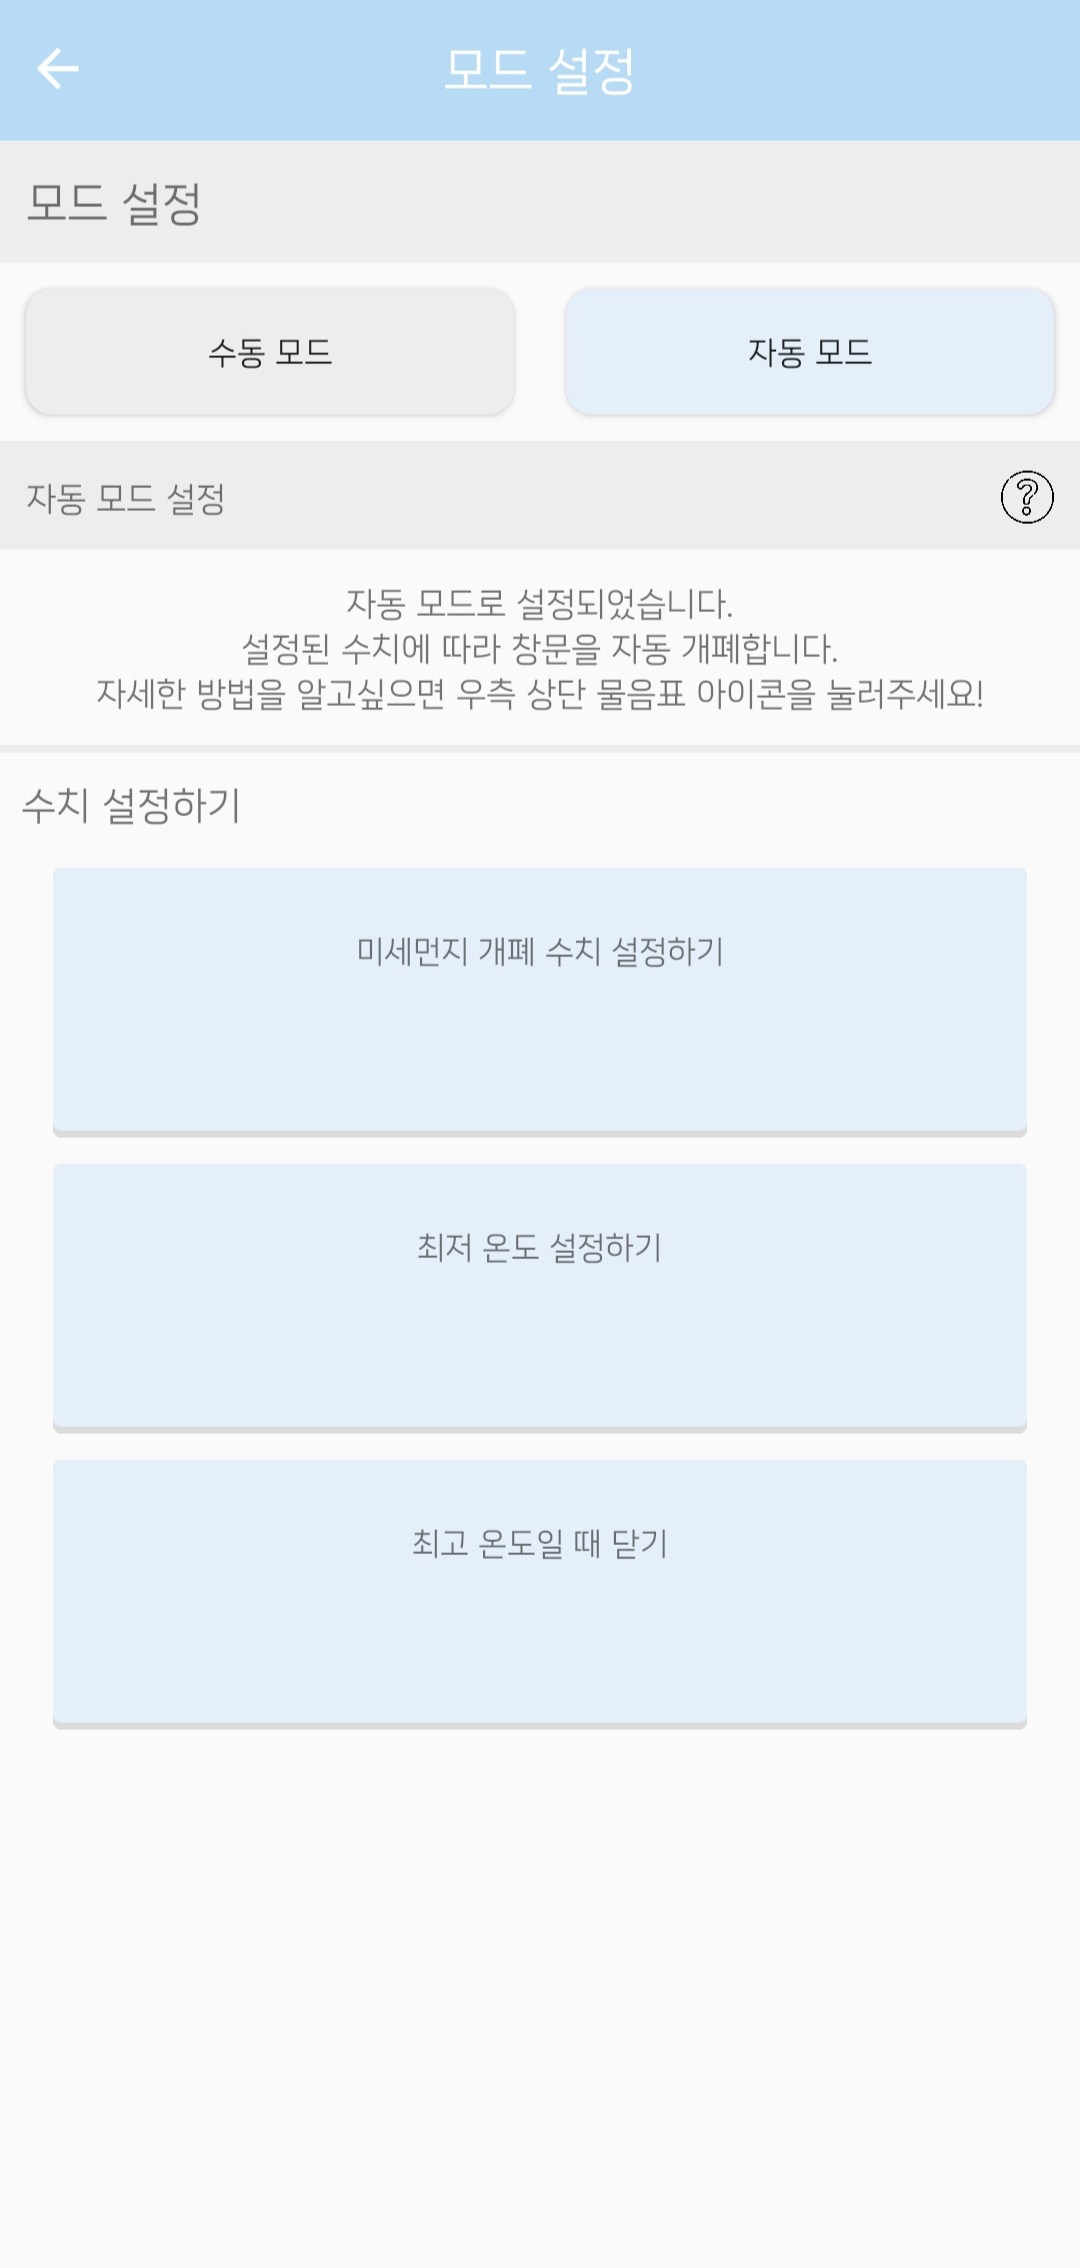 모드 설정
모드 설정
수동 모드
자동 모드
자동 모드 설정
자동 모드로 설정되었습니다.
설정된 수치에 따라 창문을 자동 개폐합니다.
자세한 방법을 알고싶으면 우측 상단 물음표 아이콘을 눌러주세요!
수치 설정하기
미세먼지 개폐 수치 설정하기
최저 온도 설정하기
최고 온도일 때 닫기